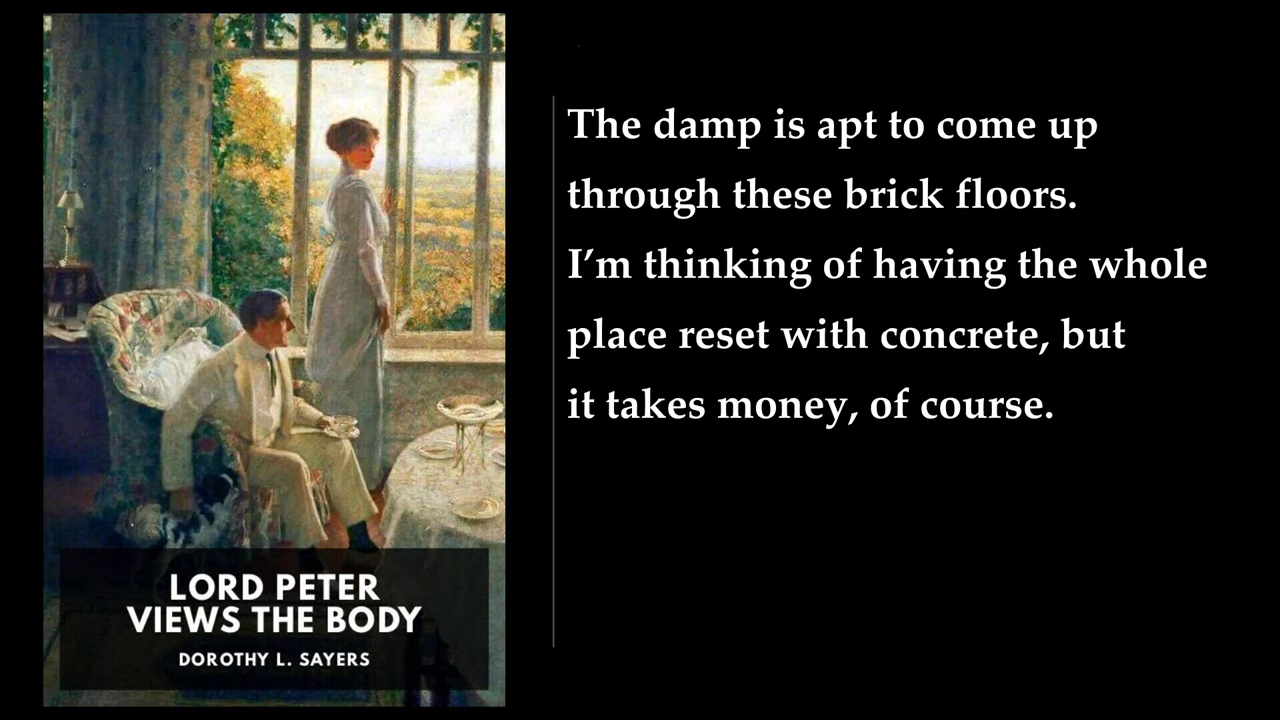 The damp is apt to come up
through these brick floors.
I’m thinking of having the whole
place reset with concrete, but
it takes money, of course.
LORD PETER
VIEWS THE BODY
DOROTHY L. SAYERS